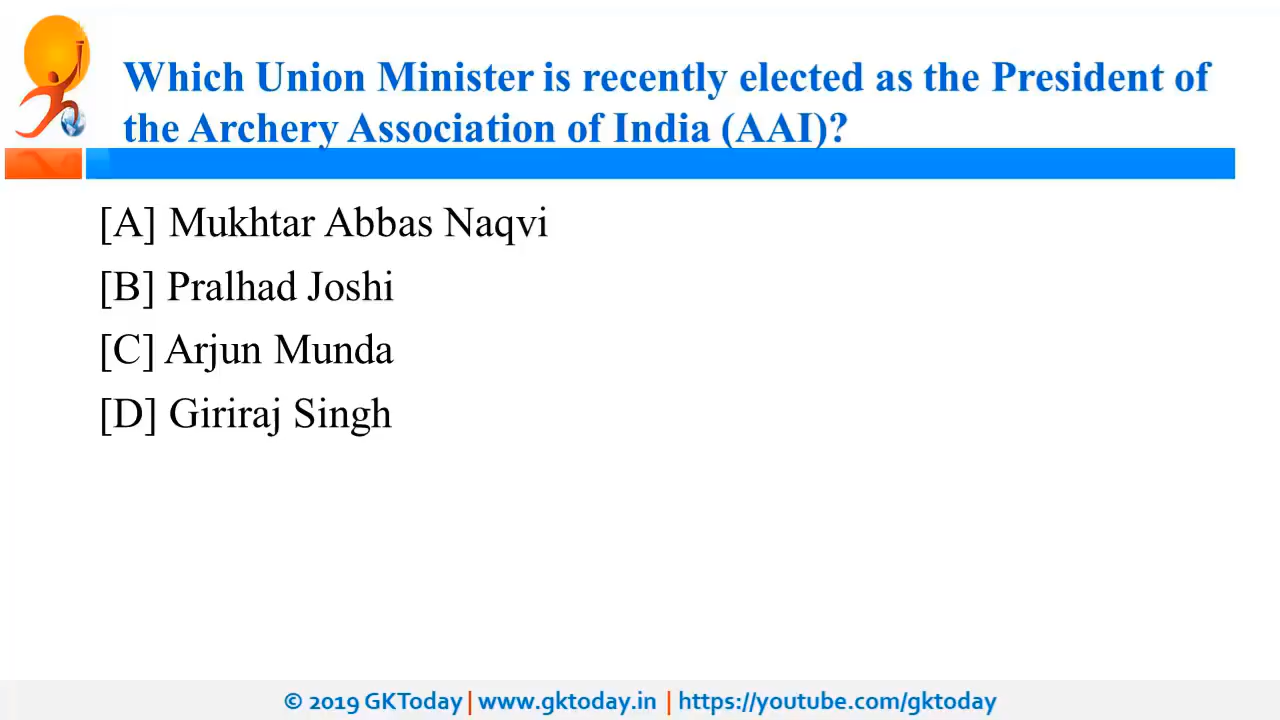 Which Union Minister is recently elected as the President of
the Archery Association of India (AAI)?
[A] Mukhtar Abbas Naqvi
[B] Pralhad Joshi
[C] Arjun Munda
[D] Giriraj Singh
© 2019 GKToday | www.gktoday.in | https://youtube.com/gktoday